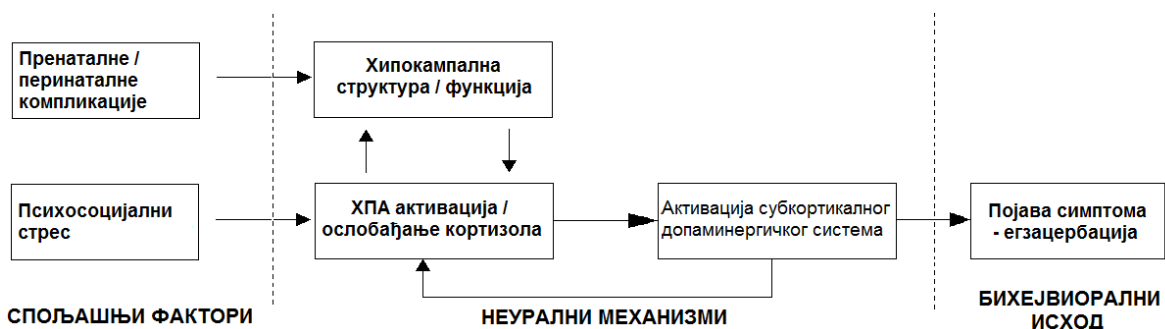 Пренаталне /
перинаталне
компликације
Хипокампална
структура / функција
Психосоцијални
стрес
ХПА активација /
ослобађање кортизола
Активација субкортикалног
допаминергичког система
Појава симптома
- егзацербација
СПОЉАШЊИ ФАКТОРИ
НЕУРАЛНИ МЕХАНИЗМИ
БИХЕЈВИОРАЛНИ
ИСХОД